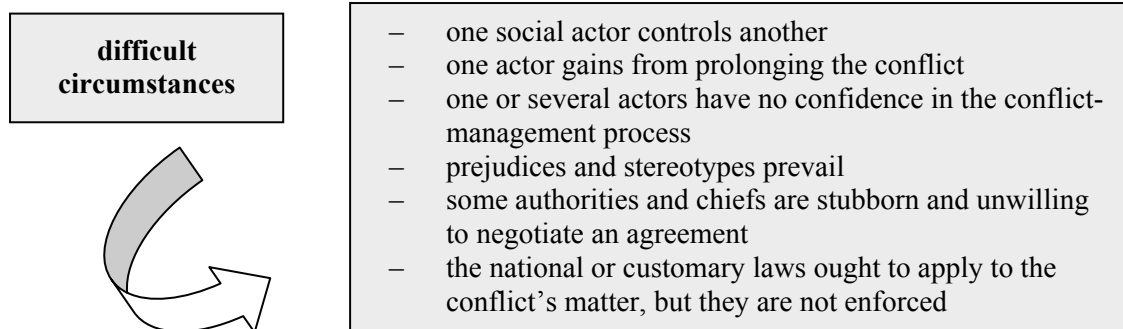 difficult
circumstances
– one social actor controls another
– one actor gains from prolonging the conflict
– one or several actors have no confidence in the conflict-
management process
– prejudices and stereotypes prevail
– some authorities and chiefs are stubborn and unwilling
to negotiate an agreement
– the national or customary laws ought to apply to the
conflict’s matter, but they are not enforced